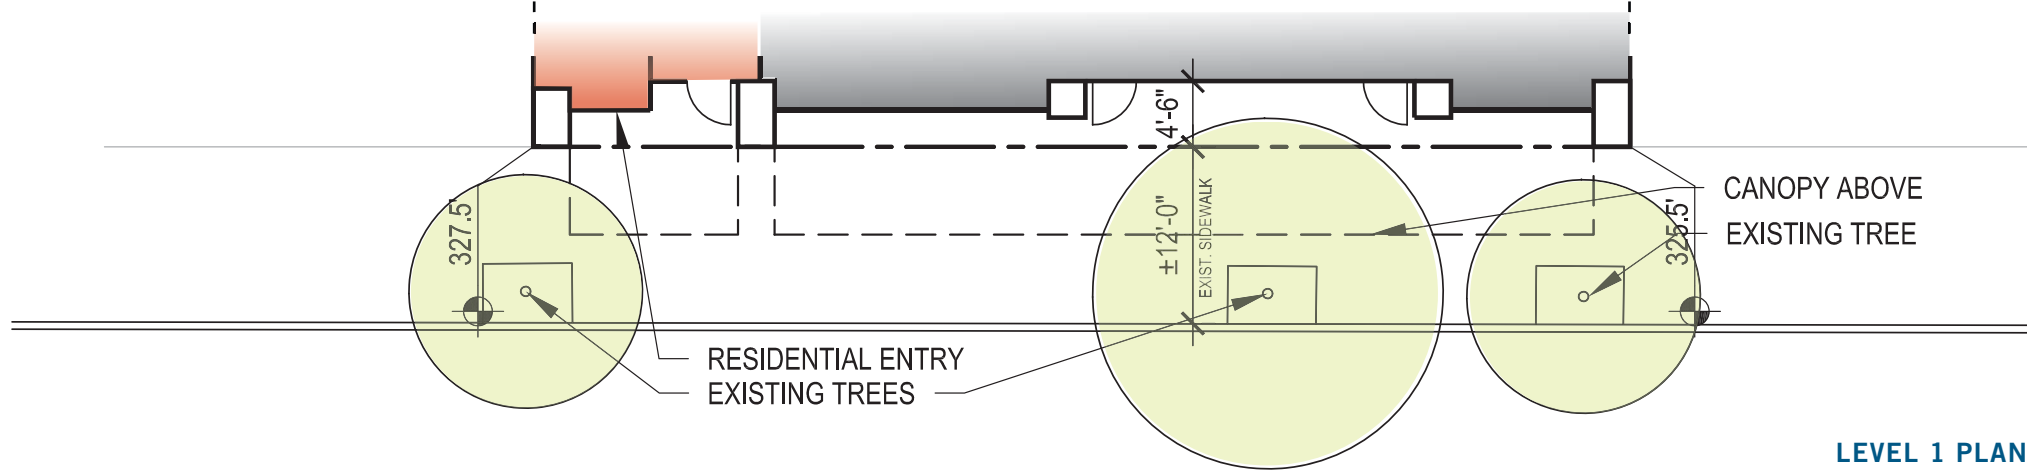 4'-6"
±12'-0"
EXIST. SIDEWALK
327.5'
325.5'
CANOPY ABOVE
EXISTING TREE
RESIDENTIAL ENTRY
EXISTING TREES
LEVEL 1 PLAN